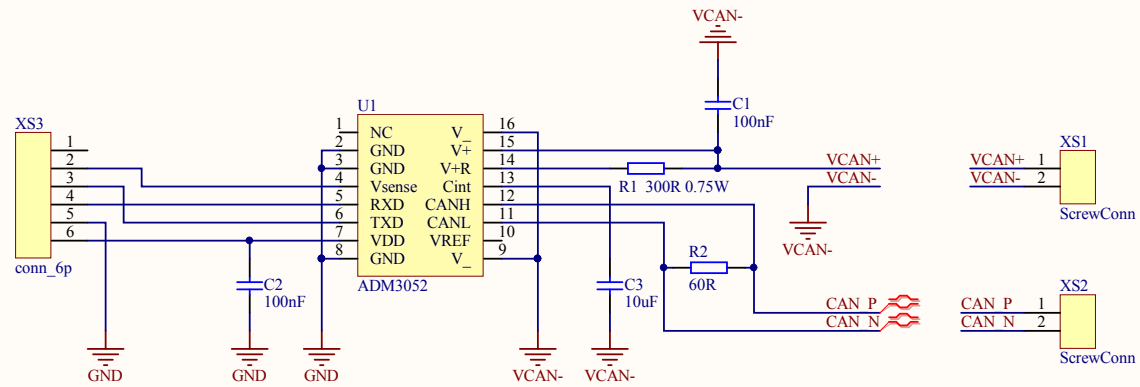 VCAN-
C1
100nF
U1
XS3
1
2
3
4
5
6
conn_6p
1 NC V_ 16
2 GND V+ 15
3 GND V+R 14
4 Vsense Cint 13
5 RXD CANH 12
6 TXD CANL 11
7 VDD VREF 10
8 GND V_ 9
ADM3052
R1 300R 0.75W
VCAN+
VCAN-
VCAN-
VCAN+
VCAN-
1
2
XS1
ScrewConn
R2
60R
C2
100nF
C3
10uF
CAN_P
CAN_N
CAN_P
CAN_N
1
2
XS2
ScrewConn
GND
GND
GND
VCAN-
VCAN-